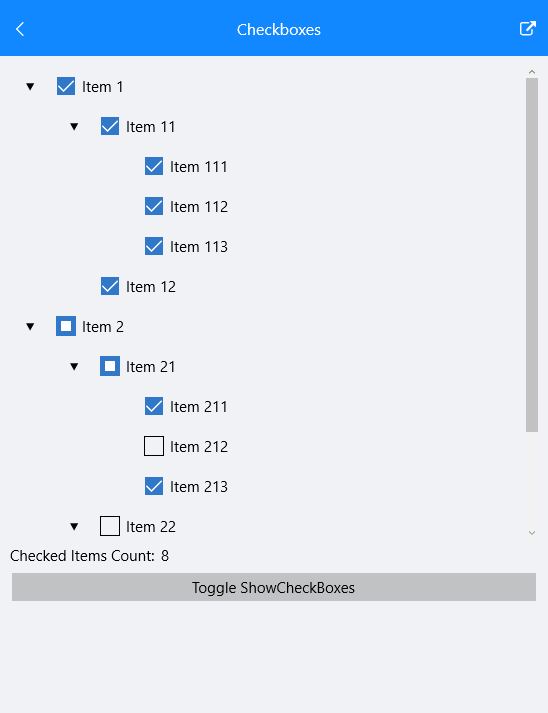 Checkboxes
Item 1
Item 11
Item 111
Item 112
Item 113
Item 12
Item 2
Item 21
Item 211
Item 212
Item 213
Item 22
Checked Items Count: 8
Toggle ShowCheckBoxes